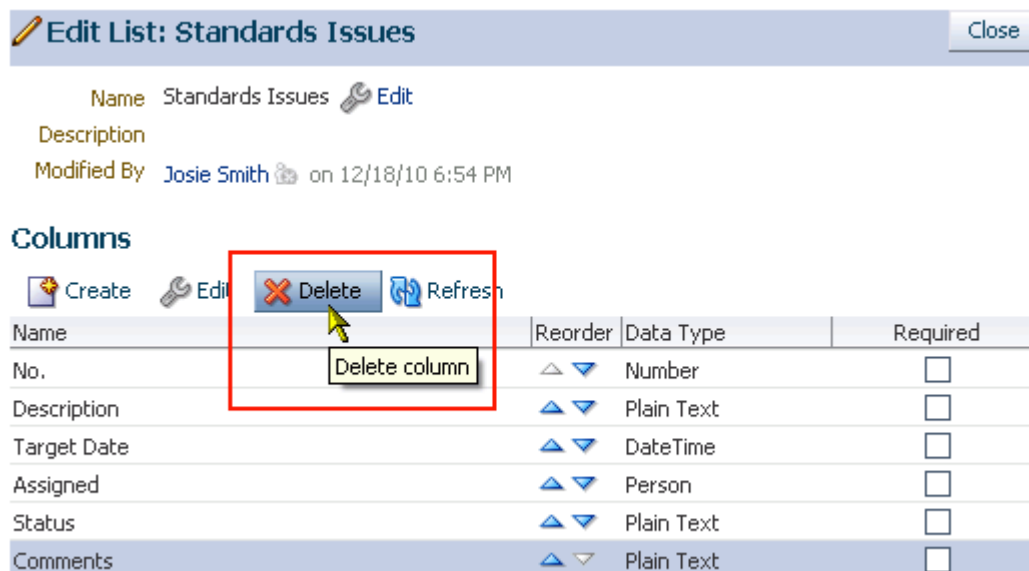 Edit List: Standards Issues Close
Name Standards Issues Edit
Description
Modified By Josie Smith on 12/18/10 6:54 PM
Columns
Create Edit Delete Refresh
Name Reorder Data Type Required
Delete column
No. Number
Description Plain Text
Target Date DateTime
Assigned Person
Status Plain Text
Comments Plain Text